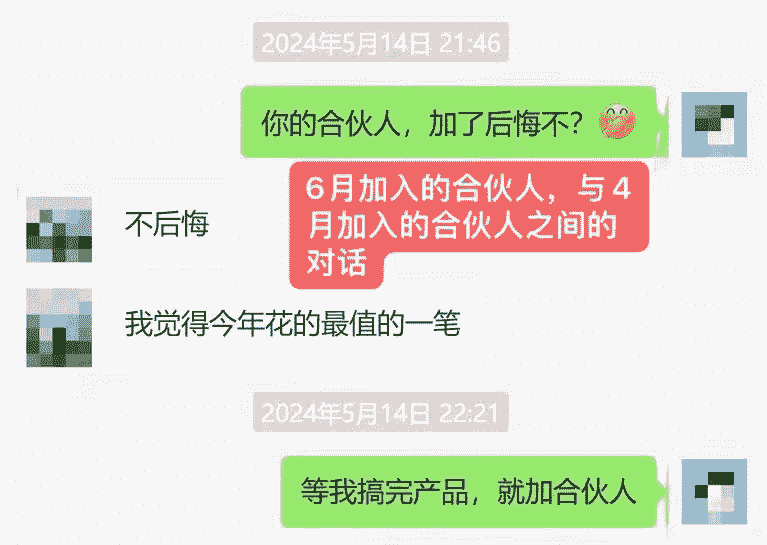 2024年5月14日 21:46
你的合伙人，加了后悔不？
6月加入的合伙人，与4
月加入的合伙人之间的
对话
不后悔
我觉得今年花的最值的一笔
2024年5月14日 22:21
等我搞完产品，就加合伙人